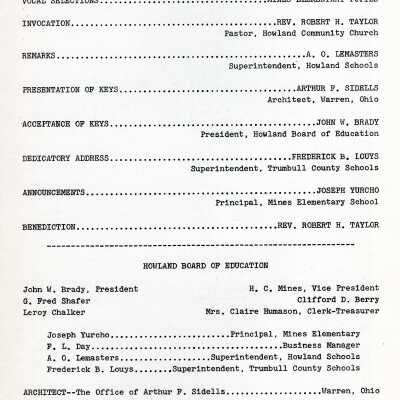 VOCAL SELECTIONS
INVOCATION..........................................REV. ROBERT H. TAYLOR
Pastor, Howland Community Church
REMARKS...................................................A. O. LEMASTERS
Superintendent, Howland Schools
PRESENTATION OF KEYS....................................ARTHUR F. SIDELLS
Architect, Warren, Ohio
ACCEPTANCE OF KEYS..........................................JOHN W. BRADY
President, Howland Board of Education
DEDICATORY ADDRESS.....................................FREDERICK B. LOUYS
Superintendent, Trumbull County Schools
ANNOUNCEMENTS...............................................JOSEPH YURCHO
Principal, Mines Elementary School
BENEDICTION..........................................REV. ROBERT H. TAYLOR
HOWLAND BOARD OF EDUCATION
John W. Brady, President H. C. Mines, Vice President
G. Fred Shafer Clifford D. Berry
Leroy Chalker Mrs. Claire Humason, Clerk-Treasurer
Joseph Yurcho.........................Principal, Mines Elementary
F. L. Day........................................Business Manager
A. O. Lemasters...................Superintendent, Howland Schools
Frederick B. Louys........Superintendent, Trumbull County Schools
ARCHITECT--The Office of Arthur F. Sidells....................Warren, Ohio